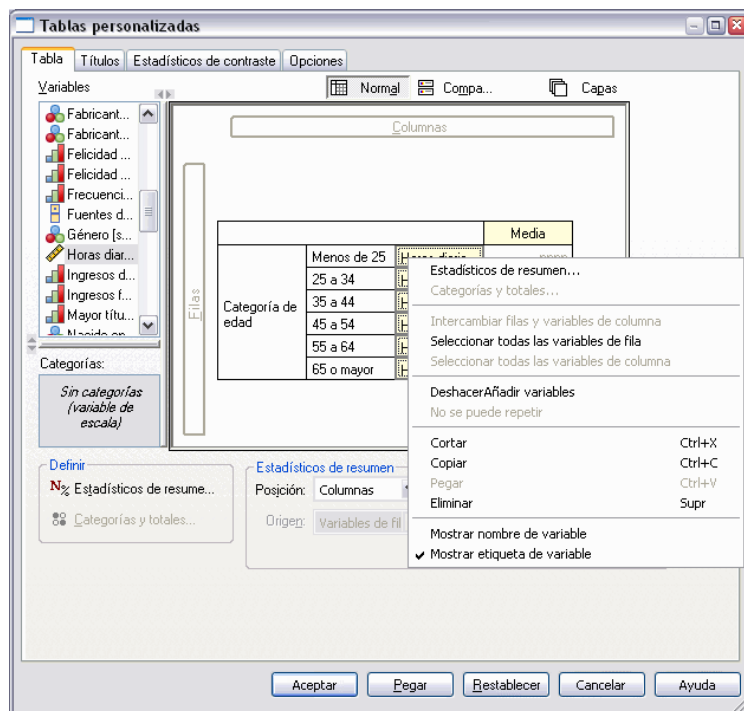 Tablas personalizadas
Tabla Títulos Estadísticos de contraste Opciones
Variables
Normal Compa... Capas
Fabricant...
Fabricant...
Felicidad ...
Felicidad ...
Frecuenci...
Fuentes d...
Género [s...
Horas diar...
Ingresos d...
Ingresos f...
Mayor títu...
Nacido en
Columnas
Filas
Media
Categoría de edad
Menos de 25 Horas diario nnnn
25 a 34 H
35 a 44 H
45 a 54 H
55 a 64 H
65 o mayor H
Categorías:
Sin categorías
(variable de
escala)
Estadísticos de resumen...
Categorías y totales...
Intercambiar filas y variables de columna
Seleccionar todas las variables de fila
Seleccionar todas las variables de columna
DeshacerAñadir variables
No se puede repetir
Cortar Ctrl+X
Copiar Ctrl+C
Pegar Ctrl+V
Eliminar Supr
Mostrar nombre de variable
Mostrar etiqueta de variable
Definir
N% Estadísticos de resume...
Categorías y totales...
Estadísticos de resumen
Posición: Columnas
Origen: Variables de fil
Aceptar Pegar Restablecer Cancelar Ayuda